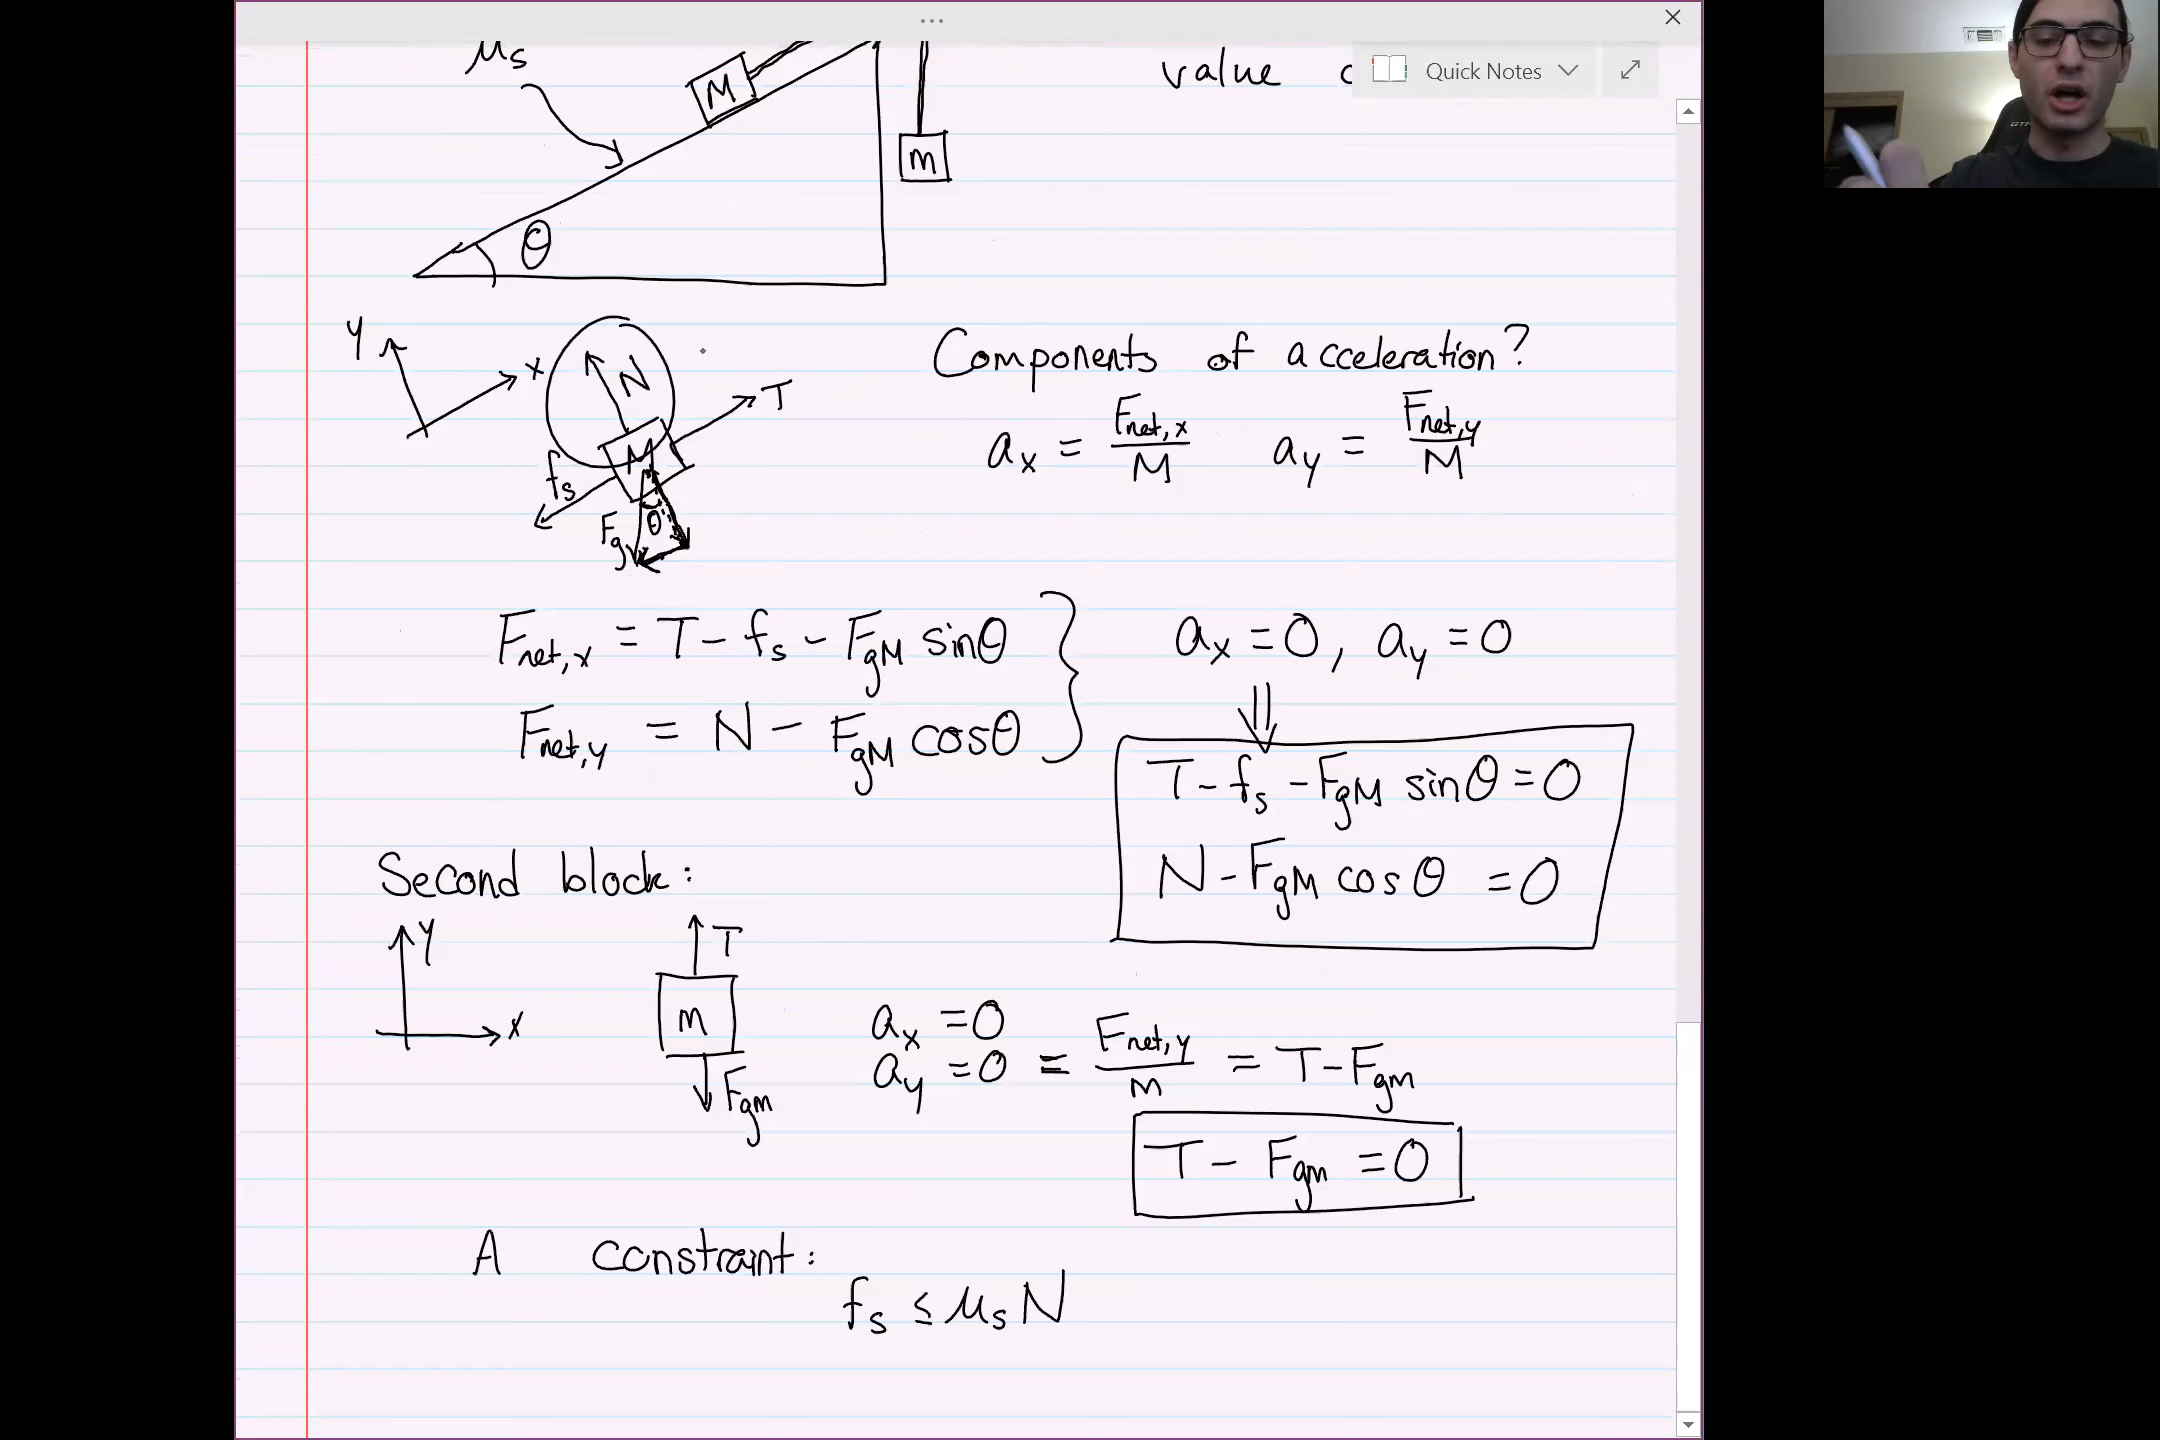 μs
M
value
Quick Notes
m
θ
y
x
N
T
M
fs
θ
Fg
Components of acceleration?
ax = Fnet,x / M   ay = Fnet,y / M
Fnet,x = T - fs - FgM sinθ
Fnet,y = N - FgM cosθ
ax = 0, ay = 0
⇓
T - fs - FgM sinθ = 0
N - FgM cosθ = 0
Second block:
y
x
T
m
Fgm
ax = 0
ay = 0 = Fnet,y / m = T - Fgm
T - Fgm = 0
A constraint:
fs ≤ μs N